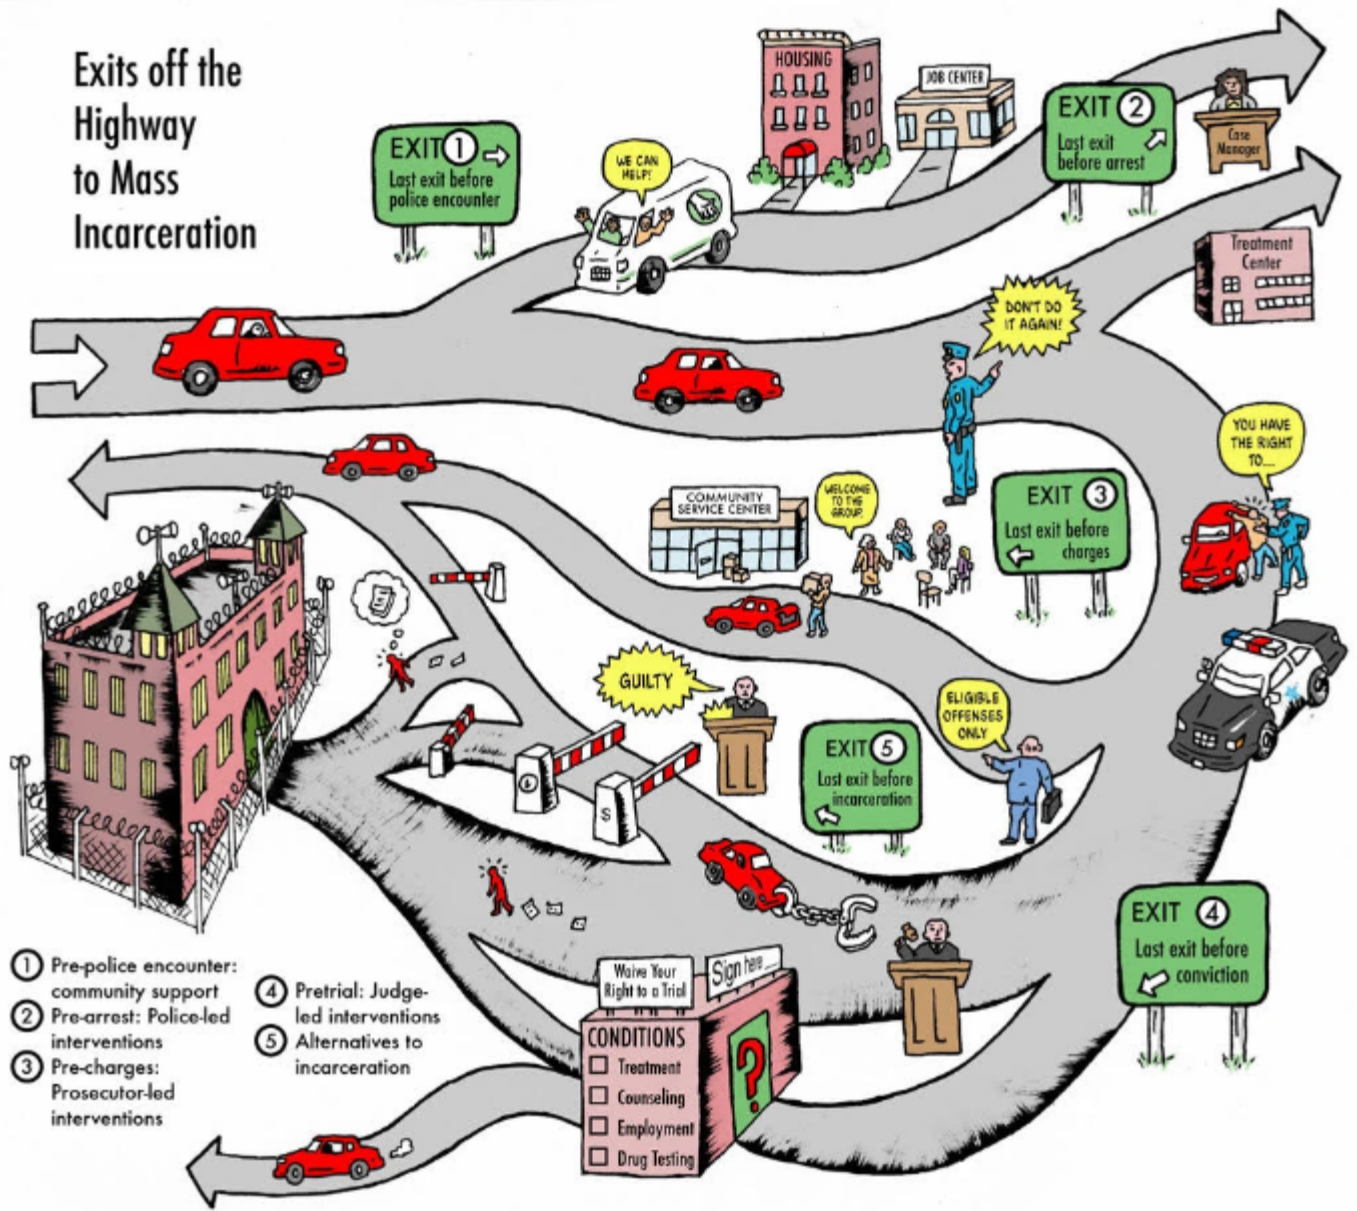 Exits off the
Highway
to Mass
Incarceration
EXIT 1
Last exit before
police encounter
WE CAN
HELP!
HOUSING
JOB CENTER
EXIT 2
Last exit
before arrest
Case
Manager
Treatment
Center
DON'T DO
IT AGAIN!
YOU HAVE
THE RIGHT
TO....
COMMUNITY
SERVICE CENTER
WELCOME
TO THE
GROUP.
EXIT 3
Last exit before
charges
GUILTY
ELIGIBLE
OFFENSES
ONLY
EXIT 5
Last exit before
incarceration
$
EXIT 4
Last exit before
conviction
Waive Your
Right to a Trial
Sign here
CONDITIONS
Treatment
Counseling
Employment
Drug Testing
1 Pre-police encounter:
community support
2 Pre-arrest: Police-led
interventions
3 Pre-charges:
Prosecutor-led
interventions
4 Pretrial: Judge-
led interventions
5 Alternatives to
incarceration